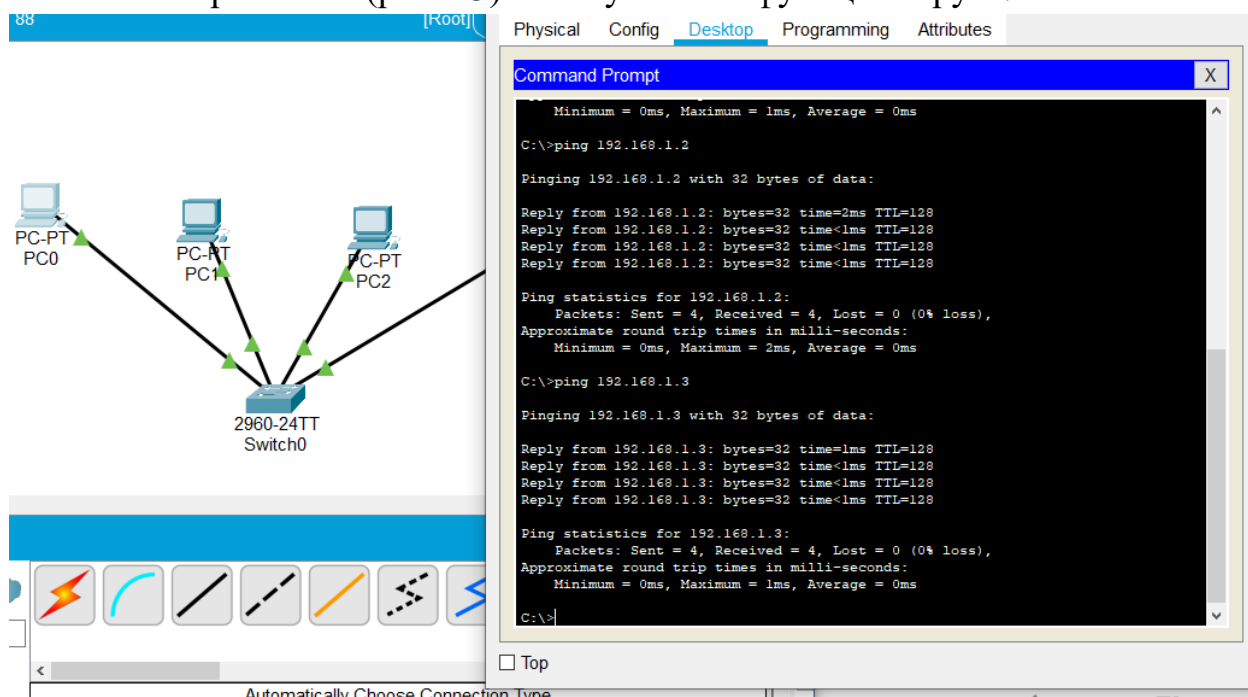 88
[Root]
Physical Config Desktop Programming Attributes
Command Prompt
X
Minimum = 0ms, Maximum = 1ms, Average = 0ms
C:\>ping 192.168.1.2
Pinging 192.168.1.2 with 32 bytes of data:
Reply from 192.168.1.2: bytes=32 time=2ms TTL=128
Reply from 192.168.1.2: bytes=32 time<1ms TTL=128
Reply from 192.168.1.2: bytes=32 time<1ms TTL=128
Reply from 192.168.1.2: bytes=32 time<1ms TTL=128
Ping statistics for 192.168.1.2:
Packets: Sent = 4, Received = 4, Lost = 0 (0% loss),
Approximate round trip times in milli-seconds:
Minimum = 0ms, Maximum = 2ms, Average = 0ms
C:\>ping 192.168.1.3
Pinging 192.168.1.3 with 32 bytes of data:
Reply from 192.168.1.3: bytes=32 time=1ms TTL=128
Reply from 192.168.1.3: bytes=32 time<1ms TTL=128
Reply from 192.168.1.3: bytes=32 time<1ms TTL=128
Reply from 192.168.1.3: bytes=32 time<1ms TTL=128
Ping statistics for 192.168.1.3:
Packets: Sent = 4, Received = 4, Lost = 0 (0% loss),
Approximate round trip times in milli-seconds:
Minimum = 0ms, Maximum = 1ms, Average = 0ms
C:\>
Top
PC-PT
PC0
PC-PT
PC1
PC-PT
PC2
2960-24TT
Switch0
Automatically Choose Connection Type